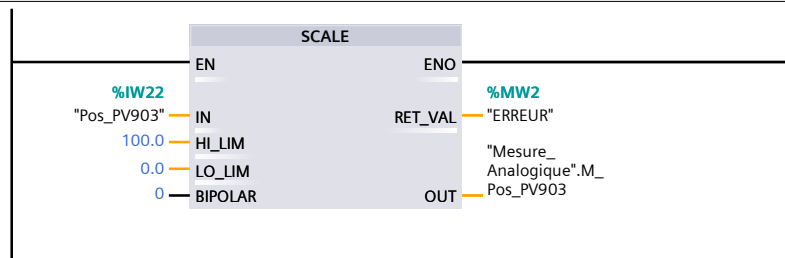 SCALE
EN ENO
%IW22 %MW2
"Pos_PV903" IN RET_VAL "ERREUR"
100.0 HI_LIM
"Mesure_
0.0 LO_LIM Analogique".M_
0 BIPOLAR OUT Pos_PV903